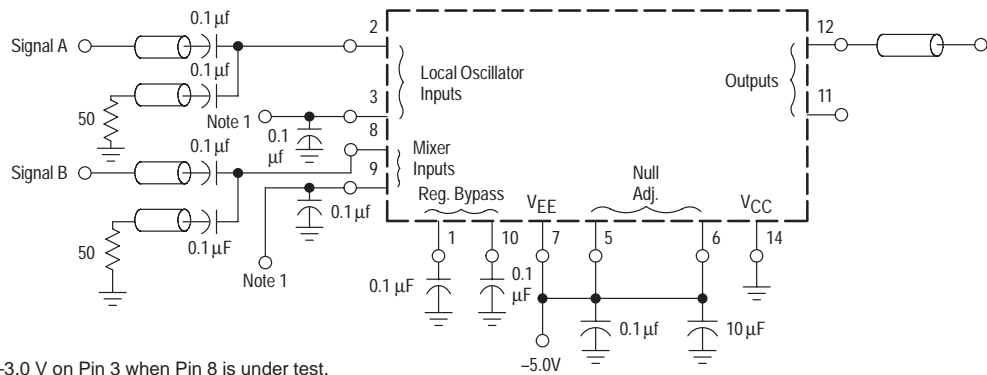 0.1 µf
Signal A
0.1 µf
50
Note 1
0.1 µf
0.1 µf
Signal B
50
0.1 µF
Note 1
0.1 µf
2
3
8
9
Local Oscillator
Inputs
Mixer
Inputs
Reg. Bypass
VEE
Null
Adj.
VCC
Outputs
12
11
1
10
7
5
6
14
0.1 µF
0.1
µF
–5.0V
0.1 µf
10 µF
–3.0 V on Pin 3 when Pin 8 is under test.